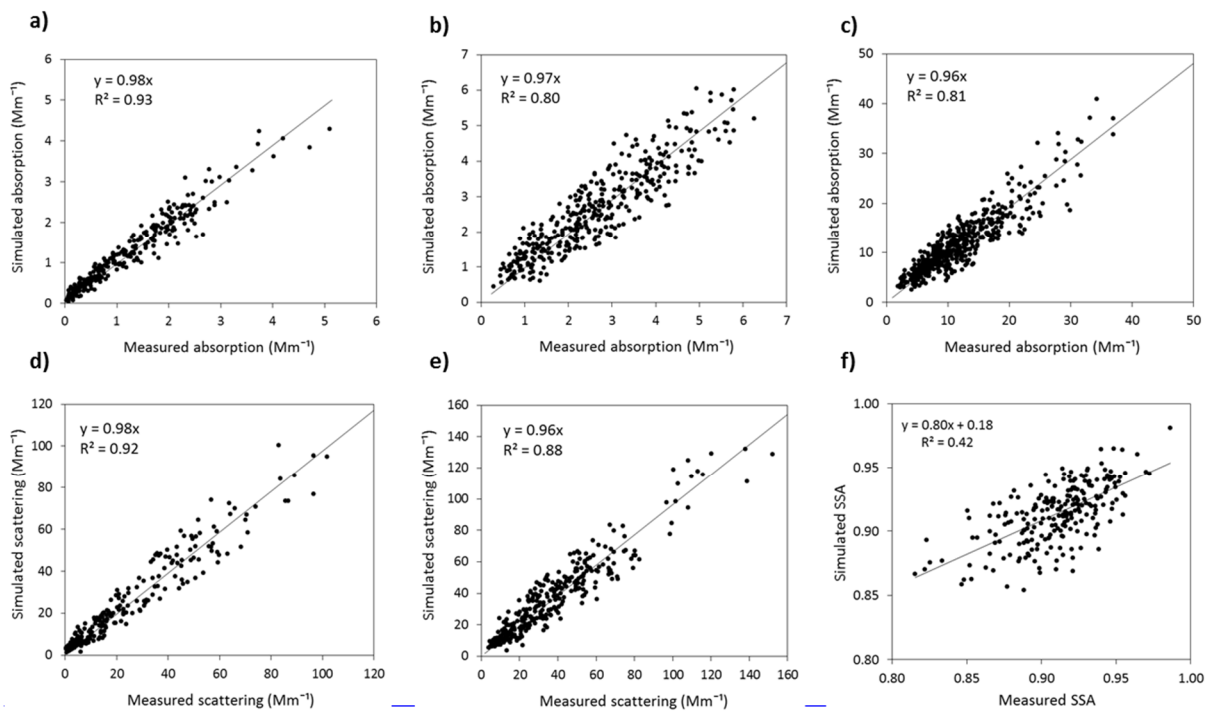 a)
y = 0.98x
R² = 0.93
Simulated absorption (Mm⁻¹)
6
5
4
3
2
1
0
0 1 2 3 4 5 6
Measured absorption (Mm⁻¹)
b)
y = 0.97x
R² = 0.80
Simulated absorption (Mm⁻¹)
7
6
5
4
3
2
1
0
0 1 2 3 4 5 6 7
Measured absorption (Mm⁻¹)
c)
y = 0.96x
R² = 0.81
Simulated absorption (Mm⁻¹)
50
40
30
20
10
0
0 10 20 30 40 50
Measured absorption (Mm⁻¹)
d)
y = 0.98x
R² = 0.92
Simulated scattering (Mm⁻¹)
120
100
80
60
40
20
0
0 20 40 60 80 100 120
Measured scattering (Mm⁻¹)
e)
y = 0.96x
R² = 0.88
Simulated scattering (Mm⁻¹)
160
140
120
100
80
60
40
20
0
0 20 40 60 80 100 120 140 160
Measured scattering (Mm⁻¹)
f)
y = 0.80x + 0.18
R² = 0.42
Simulated SSA
1.00
0.95
0.90
0.85
0.80
0.80 0.85 0.90 0.95 1.00
Measured SSA